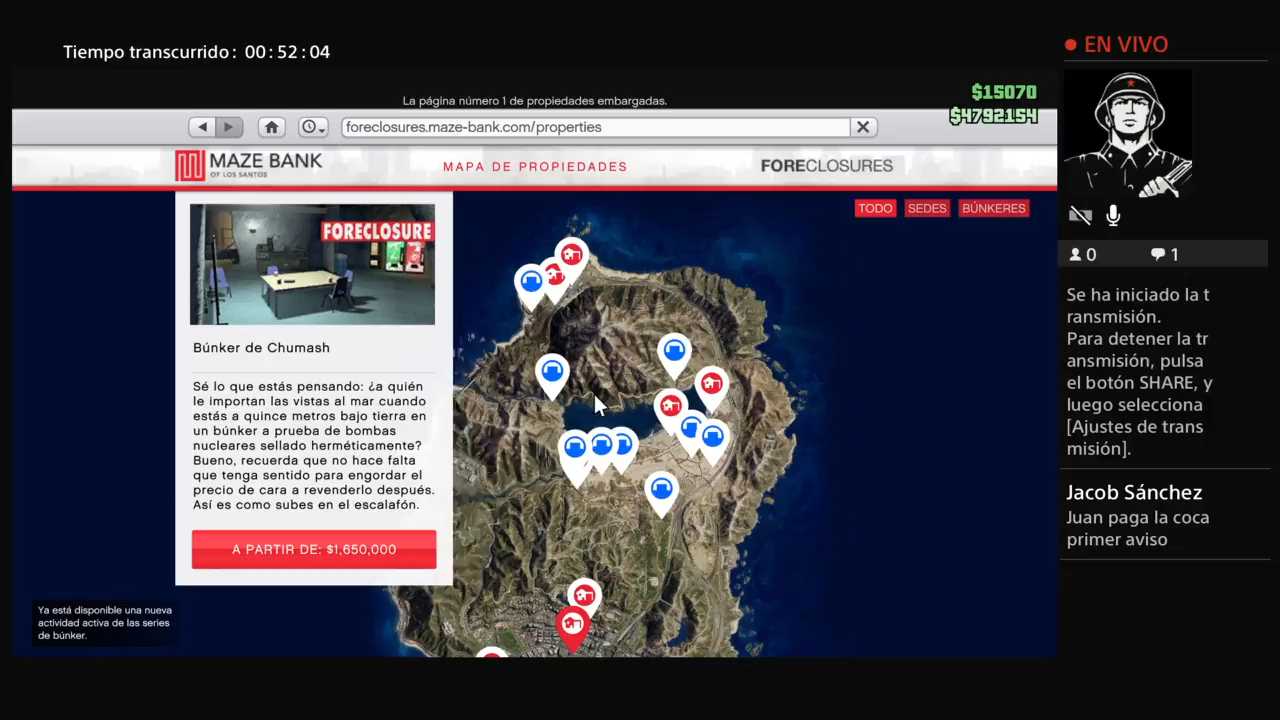 Tiempo transcurrido: 00:52:04
EN VIVO
La página número 1 de propiedades embargadas.
$15070
$4792154
foreclosures.maze-bank.com/properties
MAZE BANK
OF LOS SANTOS
MAPA DE PROPIEDADES
FORECLOSURES
TODO
SEDES
BÚNKERES
FORECLOSURE
Búnker de Chumash
Sé lo que estás pensando: ¿a quién
le importan las vistas al mar cuando
estás a quince metros bajo tierra en
un búnker a prueba de bombas
nucleares sellado herméticamente?
Bueno, recuerda que no hace falta
que tenga sentido para engordar el
precio de cara a revenderlo después.
Así es como subes en el escalafón.
A PARTIR DE: $1,650,000
Ya está disponible una nueva
actividad activa de las series
de búnker.
0
1
Se ha iniciado la t
ransmisión.
Para detener la tr
ansmisión, pulsa
el botón SHARE, y
luego selecciona
[Ajustes de trans
misión].
Jacob Sánchez
Juan paga la coca
primer aviso